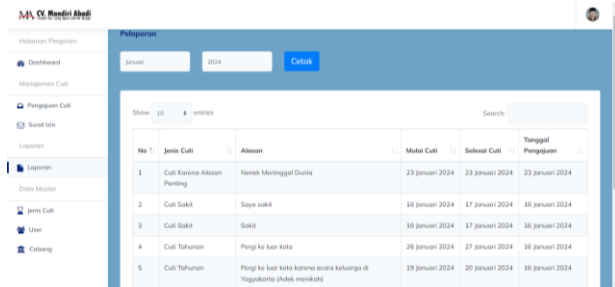 MA CV. Mandiri Abadi
Halaman Pimpinan
Dashboard
Manajemen Cuti
Pengajuan Cuti
Surat Izin
Laporan
Laporan
Data Master
Jenis Cuti
User
Cabang
Pelaporan
Januari 2024 Cetak
Show 10 entries Search:
No Jenis Cuti Alasan Mulai Cuti Selesai Cuti Tanggal Pengajuan
1 Cuti Karena Alasan Penting Nenek Meninggal Dunia 23 Januari 2024 23 Januari 2024 23 Januari 2024
2 Cuti Sakit Saya sakit 16 Januari 2024 17 Januari 2024 16 Januari 2024
3 Cuti Sakit Sakit 16 Januari 2024 17 Januari 2024 16 Januari 2024
4 Cuti Tahunan Pergi ke luar kota 26 Januari 2024 27 Januari 2024 16 Januari 2024
5 Cuti Tahunan Pergi ke luar kota karena acara keluarga di Yogyakarta (Adek menikah) 19 Januari 2024 20 Januari 2024 16 Januari 2024